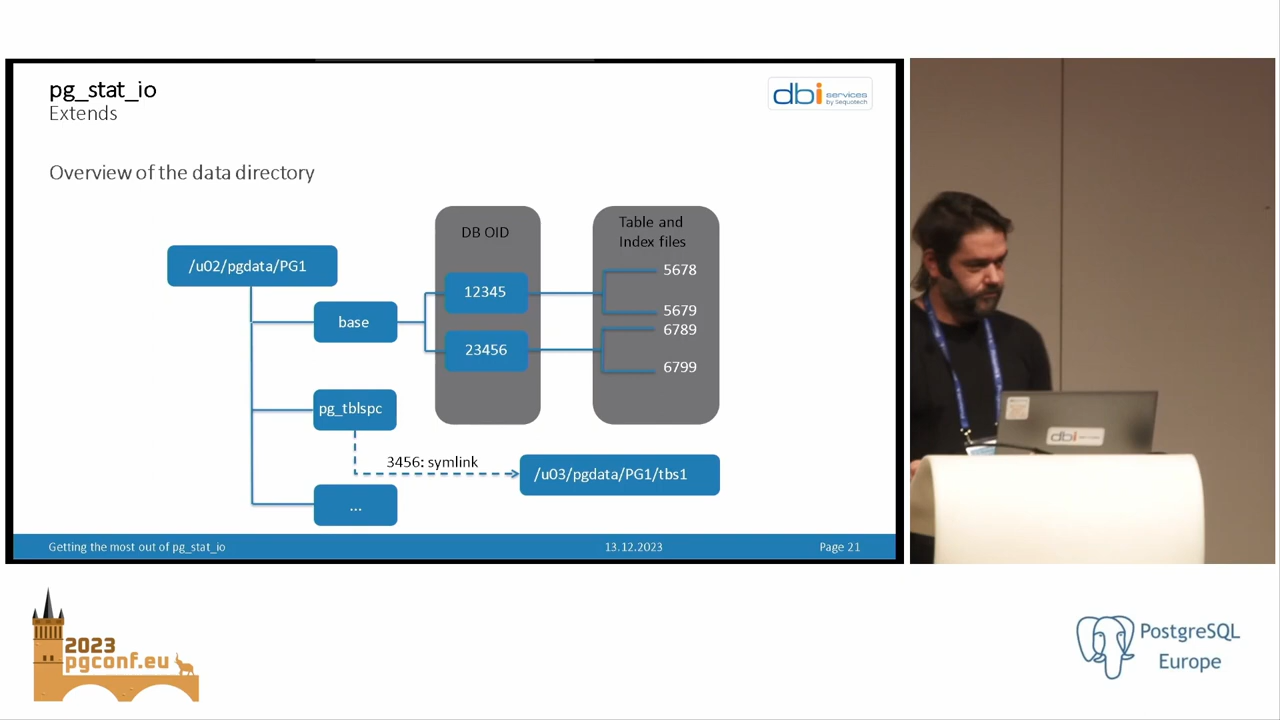 pg_stat_io
Extends
dbi services
by Sequotech
Overview of the data directory
DB OID
Table and
Index files
/u02/pgdata/PG1
5678
12345
5679
base
6789
23456
6799
pg_tblspc
3456: symlink
/u03/pgdata/PG1/tbs1
...
Getting the most out of pg_stat_io
13.12.2023
Page 21
dbi
2023
pgconf.eu
PostgreSQL
Europe